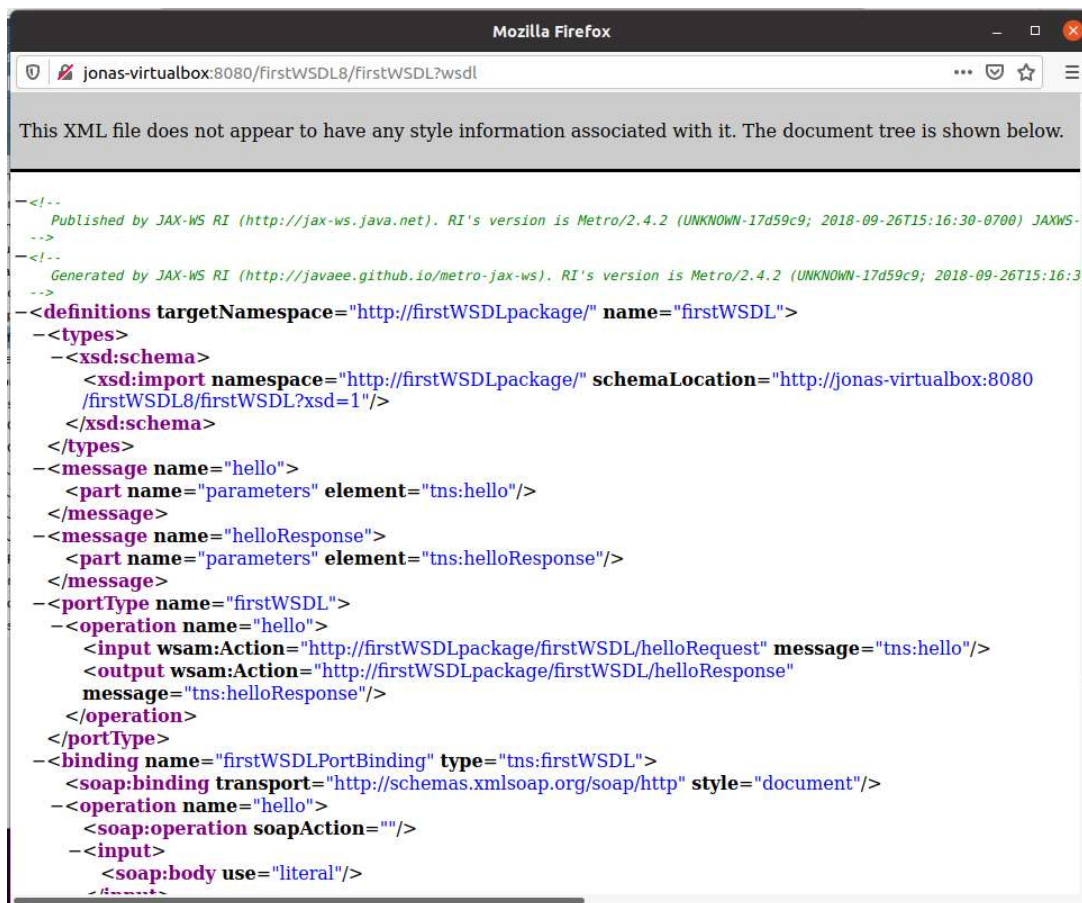 Mozilla Firefox
jonas-virtualbox:8080/firstWSDL8/firstWSDL?wsdl
This XML file does not appear to have any style information associated with it. The document tree is shown below.
−<!--
Published by JAX-WS RI (http://jax-ws.java.net). RI's version is Metro/2.4.2 (UNKNOWN-17d59c9; 2018-09-26T15:16:30-0700) JAXWS-
-->
−<!--
Generated by JAX-WS RI (http://javaee.github.io/metro-jax-ws). RI's version is Metro/2.4.2 (UNKNOWN-17d59c9; 2018-09-26T15:16:3
-->
−<definitions targetNamespace="http://firstWSDLpackage/" name="firstWSDL">
−<types>
−<xsd:schema>
<xsd:import namespace="http://firstWSDLpackage/" schemaLocation="http://jonas-virtualbox:8080
/firstWSDL8/firstWSDL?xsd=1"/>
</xsd:schema>
</types>
−<message name="hello">
<part name="parameters" element="tns:hello"/>
</message>
−<message name="helloResponse">
<part name="parameters" element="tns:helloResponse"/>
</message>
−<portType name="firstWSDL">
−<operation name="hello">
<input wsam:Action="http://firstWSDLpackage/firstWSDL/helloRequest" message="tns:hello"/>
<output wsam:Action="http://firstWSDLpackage/firstWSDL/helloResponse"
message="tns:helloResponse"/>
</operation>
</portType>
−<binding name="firstWSDLPortBinding" type="tns:firstWSDL">
<soap:binding transport="http://schemas.xmlsoap.org/soap/http" style="document"/>
−<operation name="hello">
<soap:operation soapAction=""/>
−<input>
<soap:body use="literal"/>
</input>